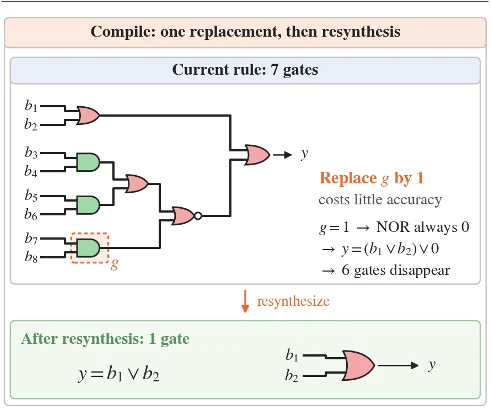 Compile: one replacement, then resynthesis
Current rule: 7 gates
b₁
b₂
b₃
b₄
b₅
b₆
b₇
b₈
g
y
Replace g by 1
costs little accuracy
g = 1 → NOR always 0
→ y = (b₁ ∨ b₂) ∨ 0
→ 6 gates disappear
resynthesize
After resynthesis: 1 gate
y = b₁ ∨ b₂
b₁
b₂
y